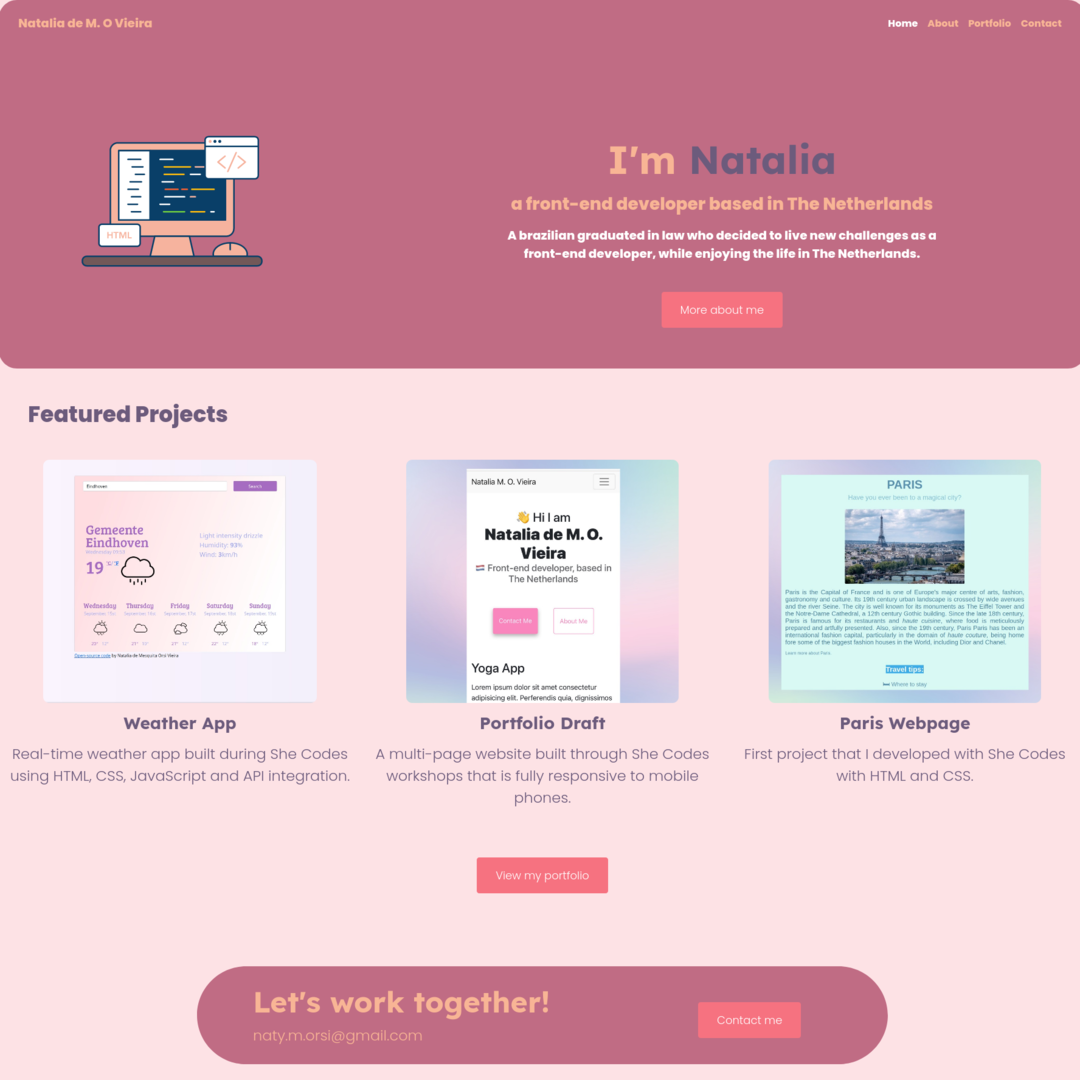 Natalia de M. O Vieira
Home About Portfolio Contact
</>
HTML
I'm Natalia
a front-end developer based in The Netherlands
A brazilian graduated in law who decided to live new challenges as a
front-end developer, while enjoying the life in The Netherlands.
More about me
Featured Projects
Eindhoven
Search
Gemeente
Eindhoven
19
Light intensity drizzle
Humidity: 93%
Wind: 3km/h
Wednesday Thursday Friday Saturday Sunday
Open-source code by Natalia de Mesquita Orsi Vieira
Weather App
Real-time weather app built during She Codes
using HTML, CSS, JavaScript and API integration.
Natalia M. O. Vieira
👋 Hi I am
Natalia de M. O.
Vieira
Front-end developer, based in
The Netherlands
Contact Me
About Me
Yoga App
Lorem ipsum dolor sit amet consectetur
adipisicing elit. Perferendis quia, dignissimos
Portfolio Draft
A multi-page website built through She Codes
workshops that is fully responsive to mobile
phones.
PARIS
Have you ever been to a magical city?
Paris is the Capital of France and is one of Europe's major centre of arts, fashion,
gastronomy and culture. Its 19th century urban landscape is crossed by wide avenues
and the river Seine. The city is well known for its monuments as The Eiffel Tower and
the Notre-Dame Cathedral, a 12th century Gothic building. Since the late 18th century,
Paris is famous for its restaurants and haute cuisine, where food is meticulously
prepared and artfully presented. Also, since the 19th century, Paris Paris has been an
international fashion capital, particularly in the domain of haute couture, being home
fore some of the biggest fashion houses in the World, including Dior and Chanel.
Learn more about Paris
Travel tips:
Where to stay
Paris Webpage
First project that I developed with She Codes
with HTML and CSS.
View my portfolio
Let's work together!
naty.m.orsi@gmail.com
Contact me